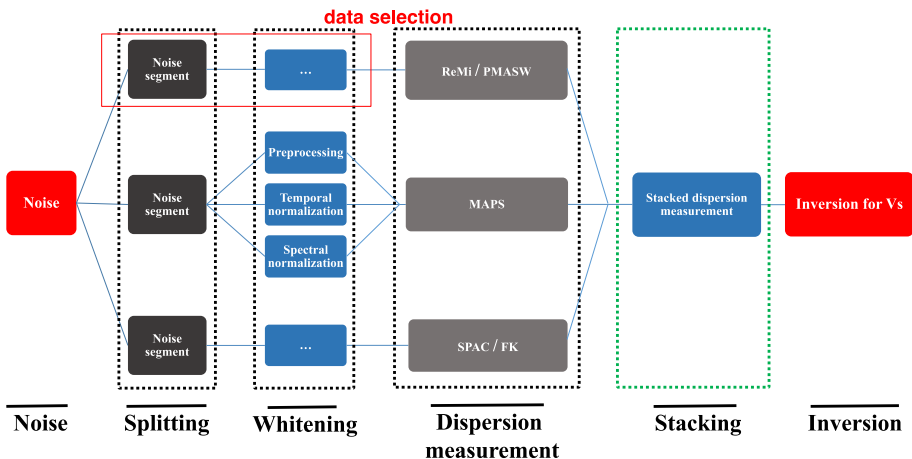 data selection
Noise
segment
...
ReMi / PMASW
Preprocessing
Noise
Noise
segment
Temporal
normalization
MAPS
Stacked dispersion
measurement
Inversion for Vs
Spectral
normalization
Noise
segment
...
SPAC / FK
Noise
Splitting
Whitening
Dispersion
measurement
Stacking
Inversion